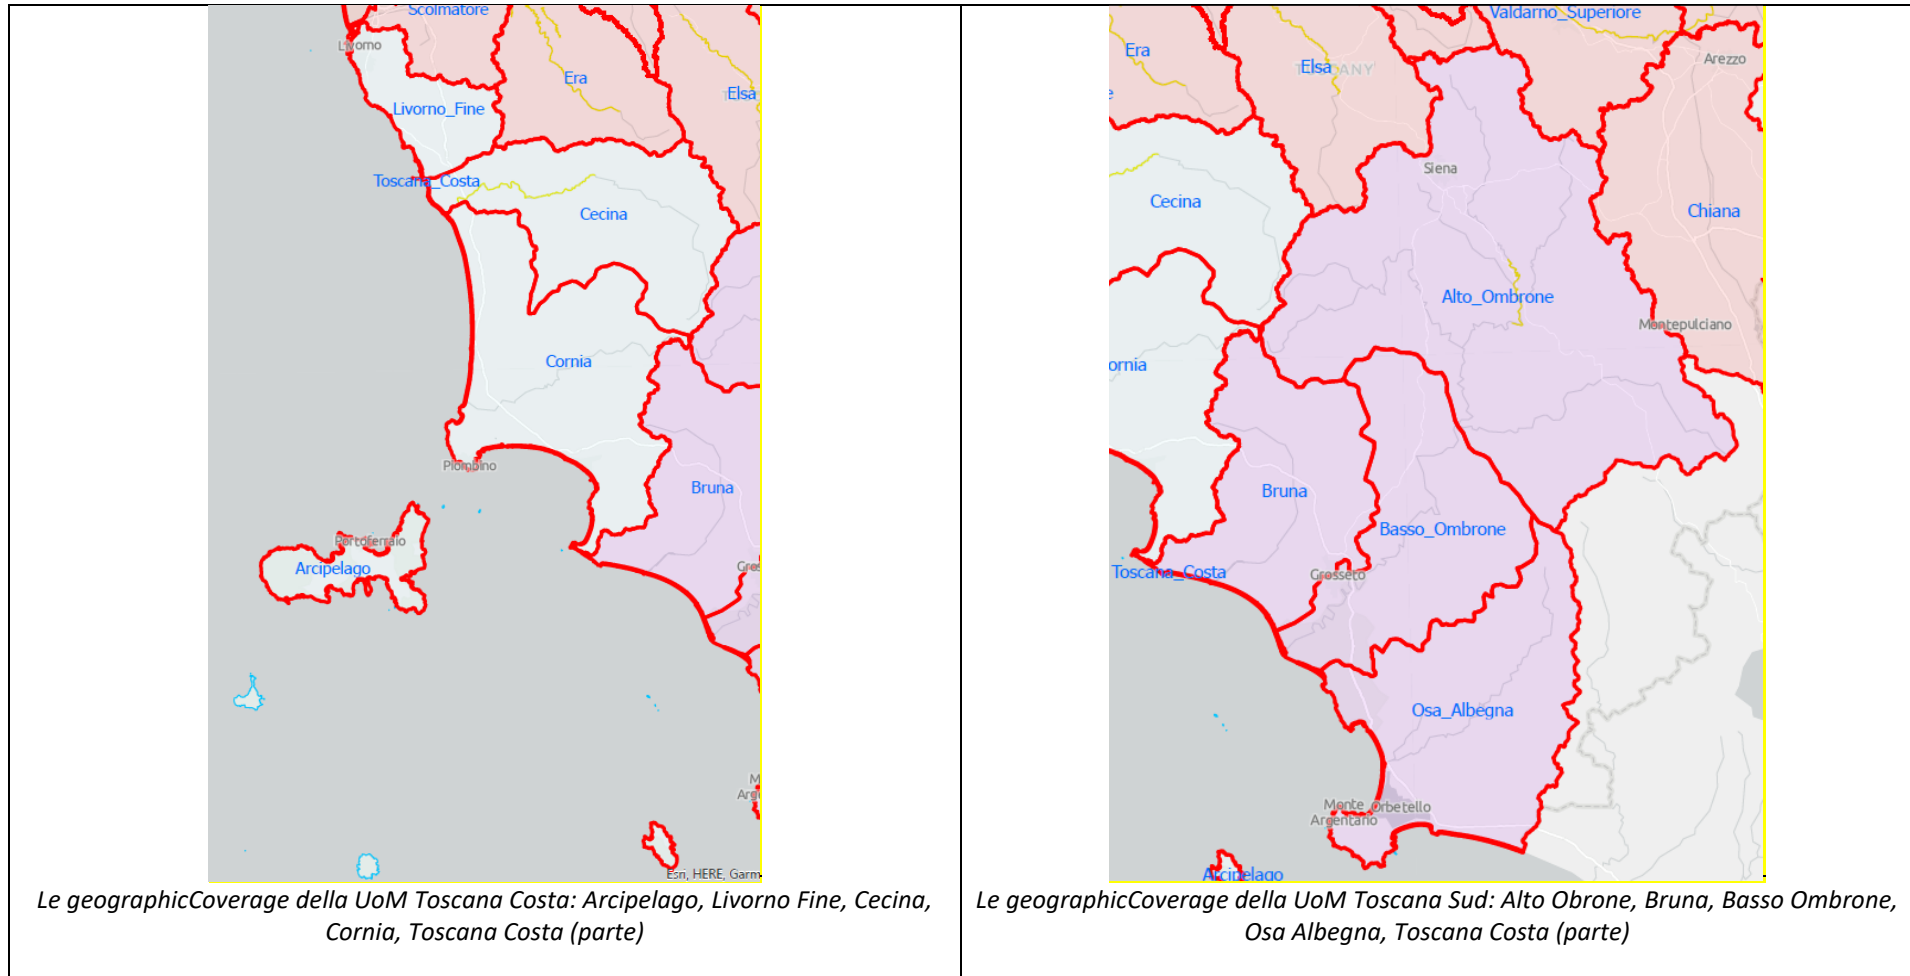 Scolmatore
Livorno
Era
Elsa
Livorno_Fine
Toscana_Costa
Cecina
Cornia
Piombino
Bruna
Portoferraio
Arcipelago
Gros
M
Arg
Esri, HERE, Garm
Le geographicCoverage della UoM Toscana Costa: Arcipelago, Livorno Fine, Cecina,
Cornia, Toscana Costa (parte)
Valdarno_Superiore
Era
Elsa
TUSCANY
Arezzo
e
Siena
Cecina
Chiana
Alto_Ombrone
Montepulciano
ornia
Bruna
Basso_Ombrone
Toscana_Costa
Grosseto
Osa_Albegna
Monte
Argentario
Orbetello
Arcipelago
Le geographicCoverage della UoM Toscana Sud: Alto Obrone, Bruna, Basso Ombrone,
Osa Albegna, Toscana Costa (parte)